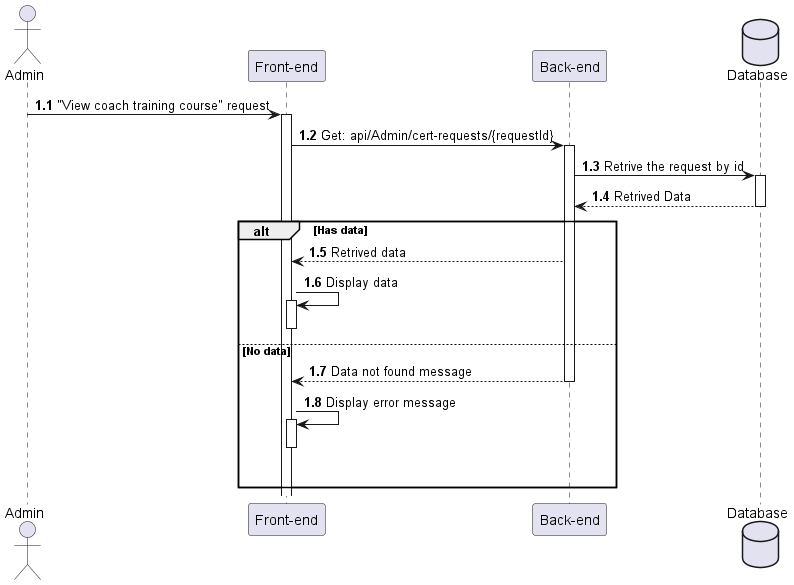 Admin
Front-end
Back-end
Database
1.1 "View coach training course" request
1.2 Get: api/Admin/cert-requests/{requestId}
1.3 Retrive the request by id
1.4 Retrived Data
alt [Has data]
1.5 Retrived data
1.6 Display data
[No data]
1.7 Data not found message
1.8 Display error message
Admin
Front-end
Back-end
Database